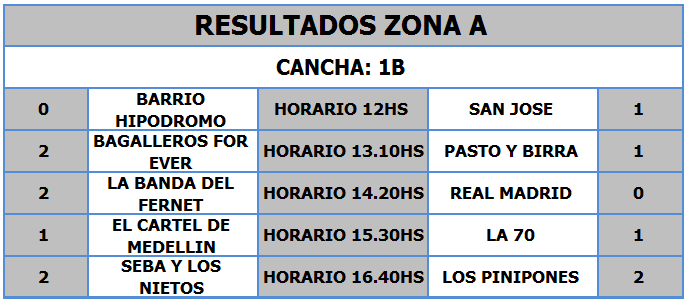 RESULTADOS ZONA A
CANCHA: 1B
0 BARRIO HIPODROMO HORARIO 12HS SAN JOSE 1
2 BAGALLEROS FOR EVER HORARIO 13.10HS PASTO Y BIRRA 1
2 LA BANDA DEL FERNET HORARIO 14.20HS REAL MADRID 0
1 EL CARTEL DE MEDELLIN HORARIO 15.30HS LA 70 1
2 SEBA Y LOS NIETOS HORARIO 16.40HS LOS PINIPONES 2